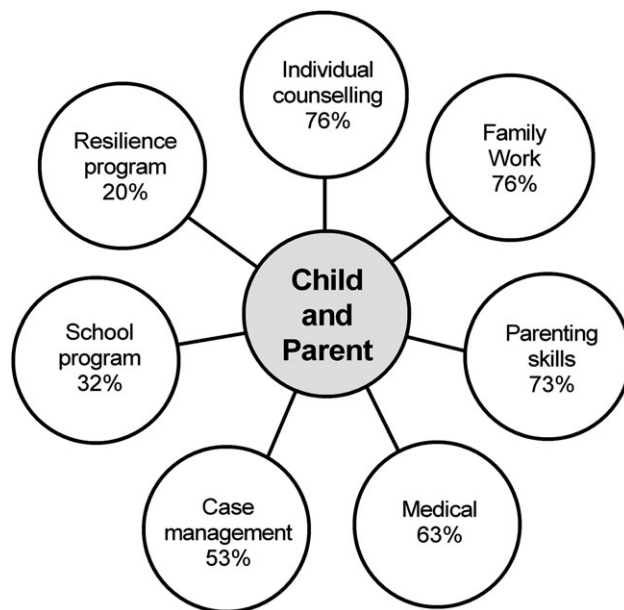 Individual
counselling
76%
Family
Work
76%
Parenting
skills
73%
Medical
63%
Case
management
53%
School
program
32%
Resilience
program
20%
Child
and
Parent